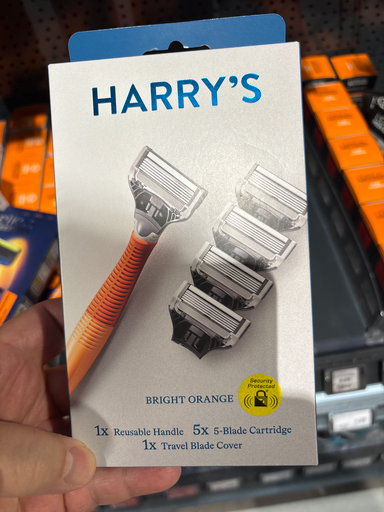 HARRY'S
BRIGHT ORANGE
Security
Protected
1x Reusable Handle 5x 5-Blade Cartridge
1x Travel Blade Cover